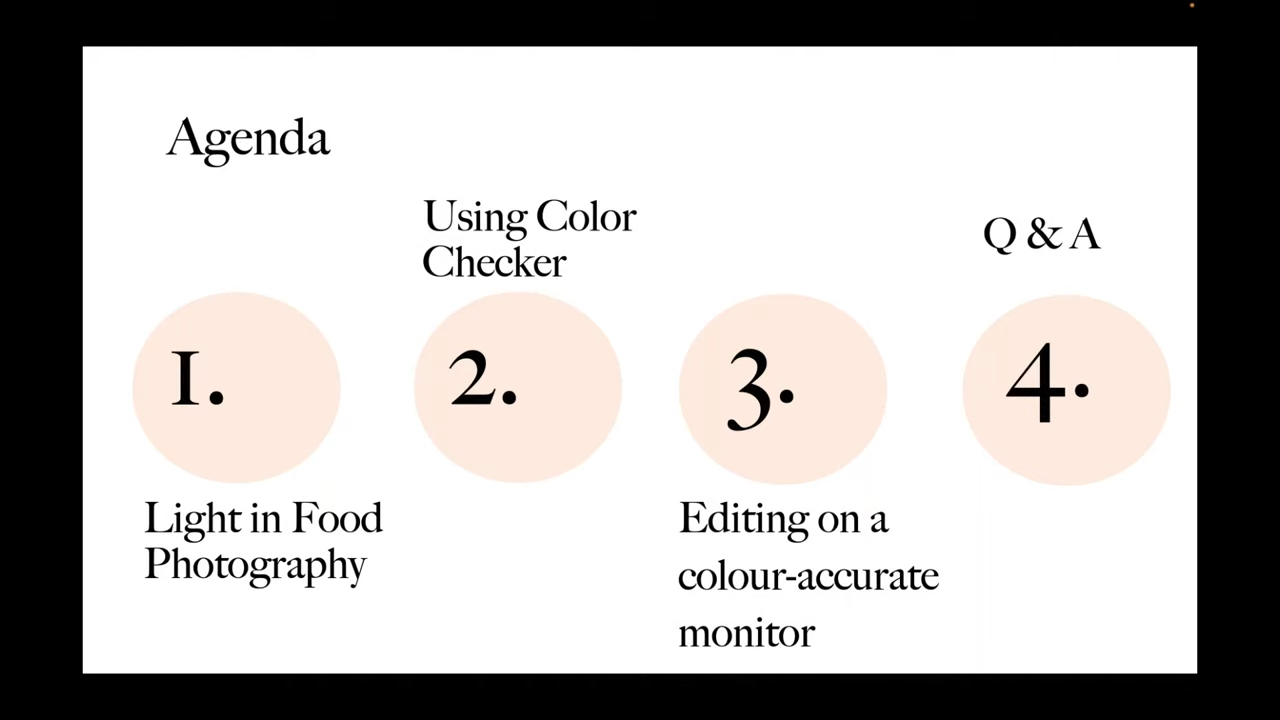 Agenda
1.
Light in Food
Photography
Using Color
Checker
2.
3.
Editing on a
colour-accurate
monitor
Q & A
4.